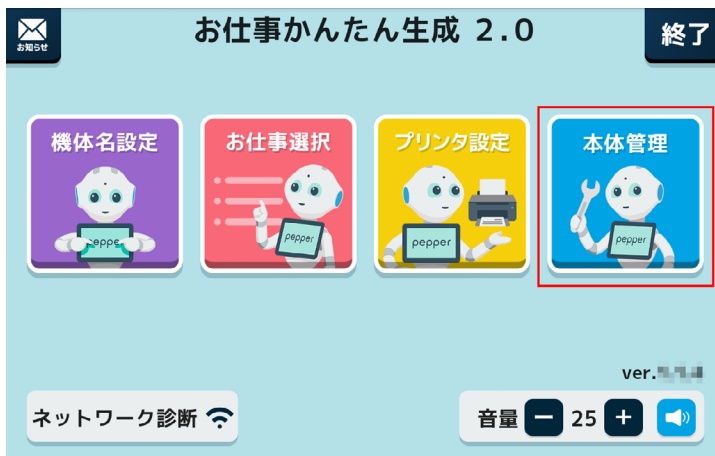 お知らせ
お仕事かんたん生成 2.0
終了
機体名設定
お仕事選択
プリンタ設定
本体管理
pepper
pepper
pepper
ver.
ネットワーク診断
音量
25